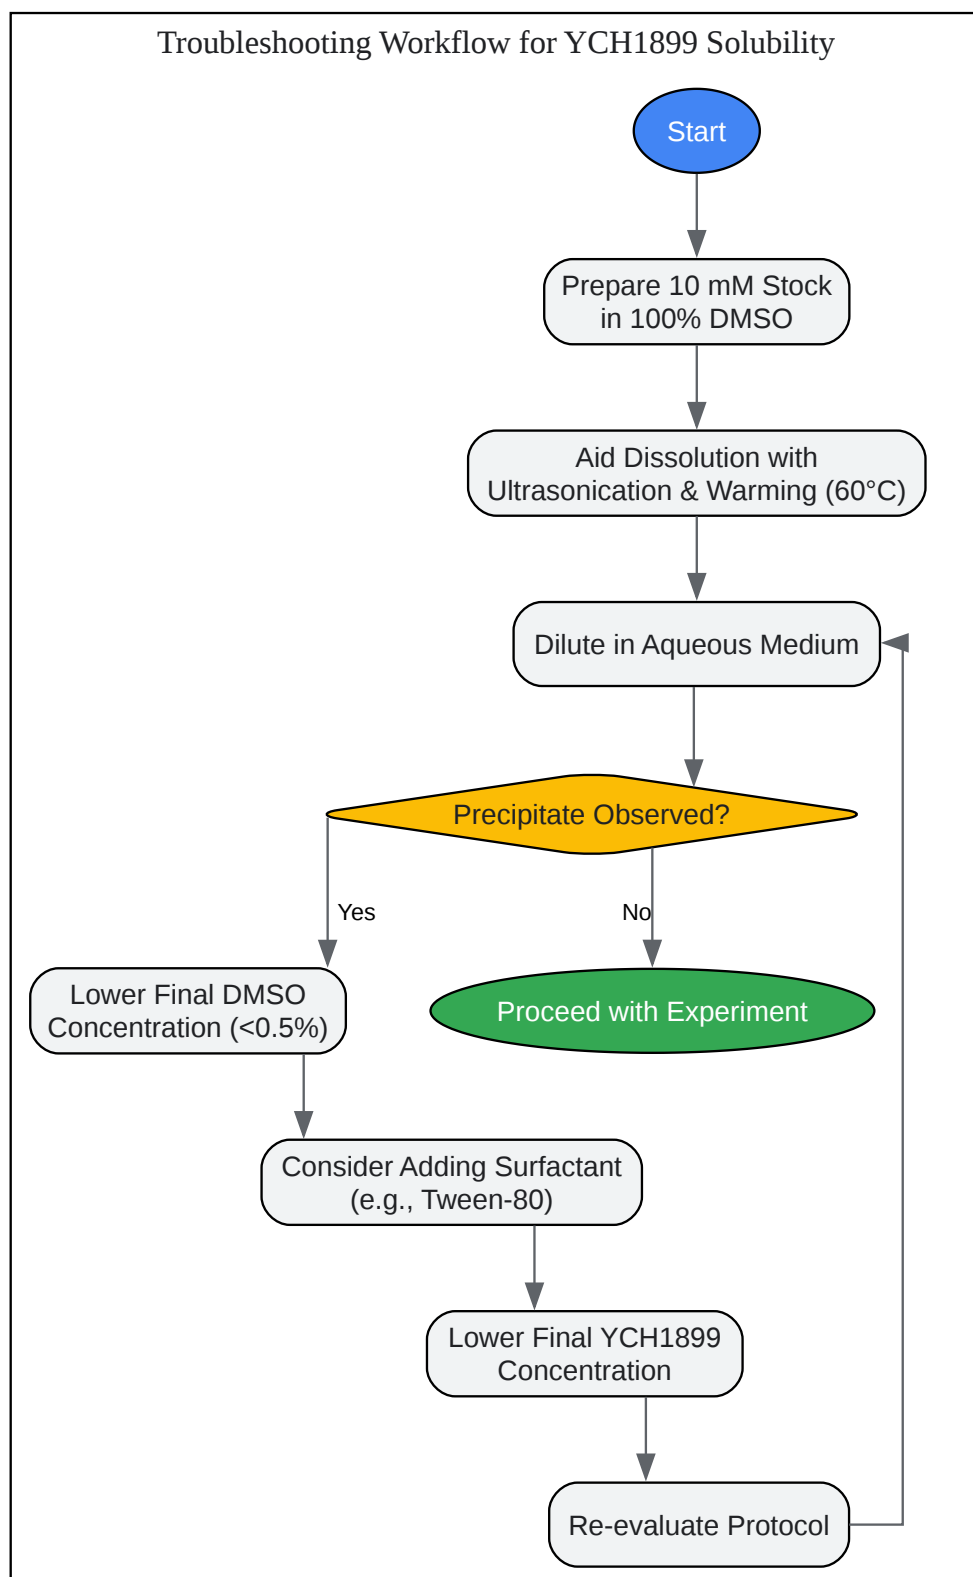 Troubleshooting Workflow for YCH1899 Solubility
Start
Prepare 10 mM Stock
in 100% DMSO
Aid Dissolution with
Ultrasonication & Warming (60°C)
Dilute in Aqueous Medium
Precipitate Observed?
Yes
No
Lower Final DMSO
Concentration (<0.5%)
Proceed with Experiment
Consider Adding Surfactant
(e.g., Tween-80)
Lower Final YCH1899
Concentration
Re-evaluate Protocol